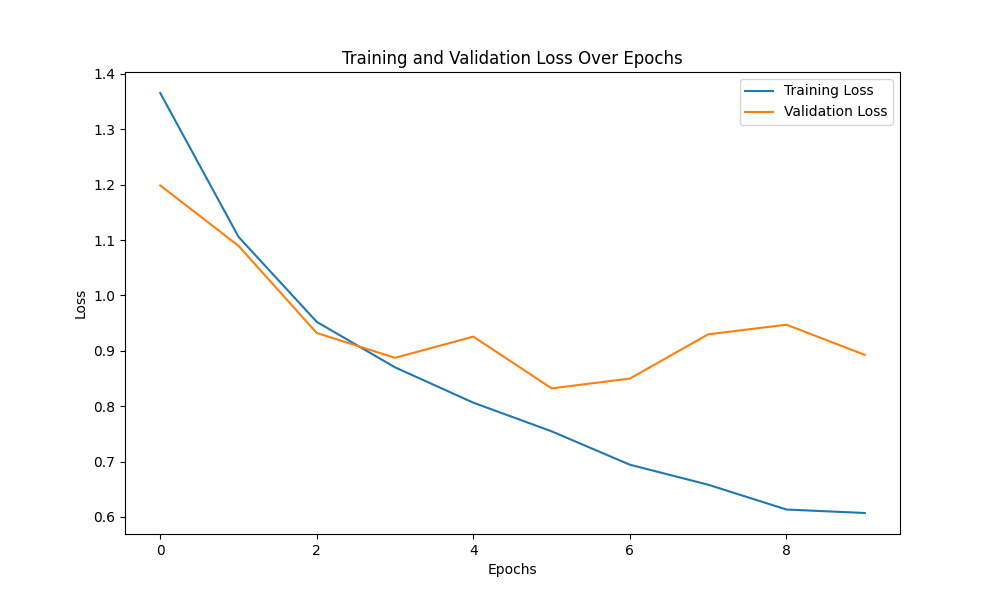 Training and Validation Loss Over Epochs
Training Loss
Validation Loss
Loss
1.4
1.3
1.2
1.1
1.0
0.9
0.8
0.7
0.6
0 2 4 6 8
Epochs